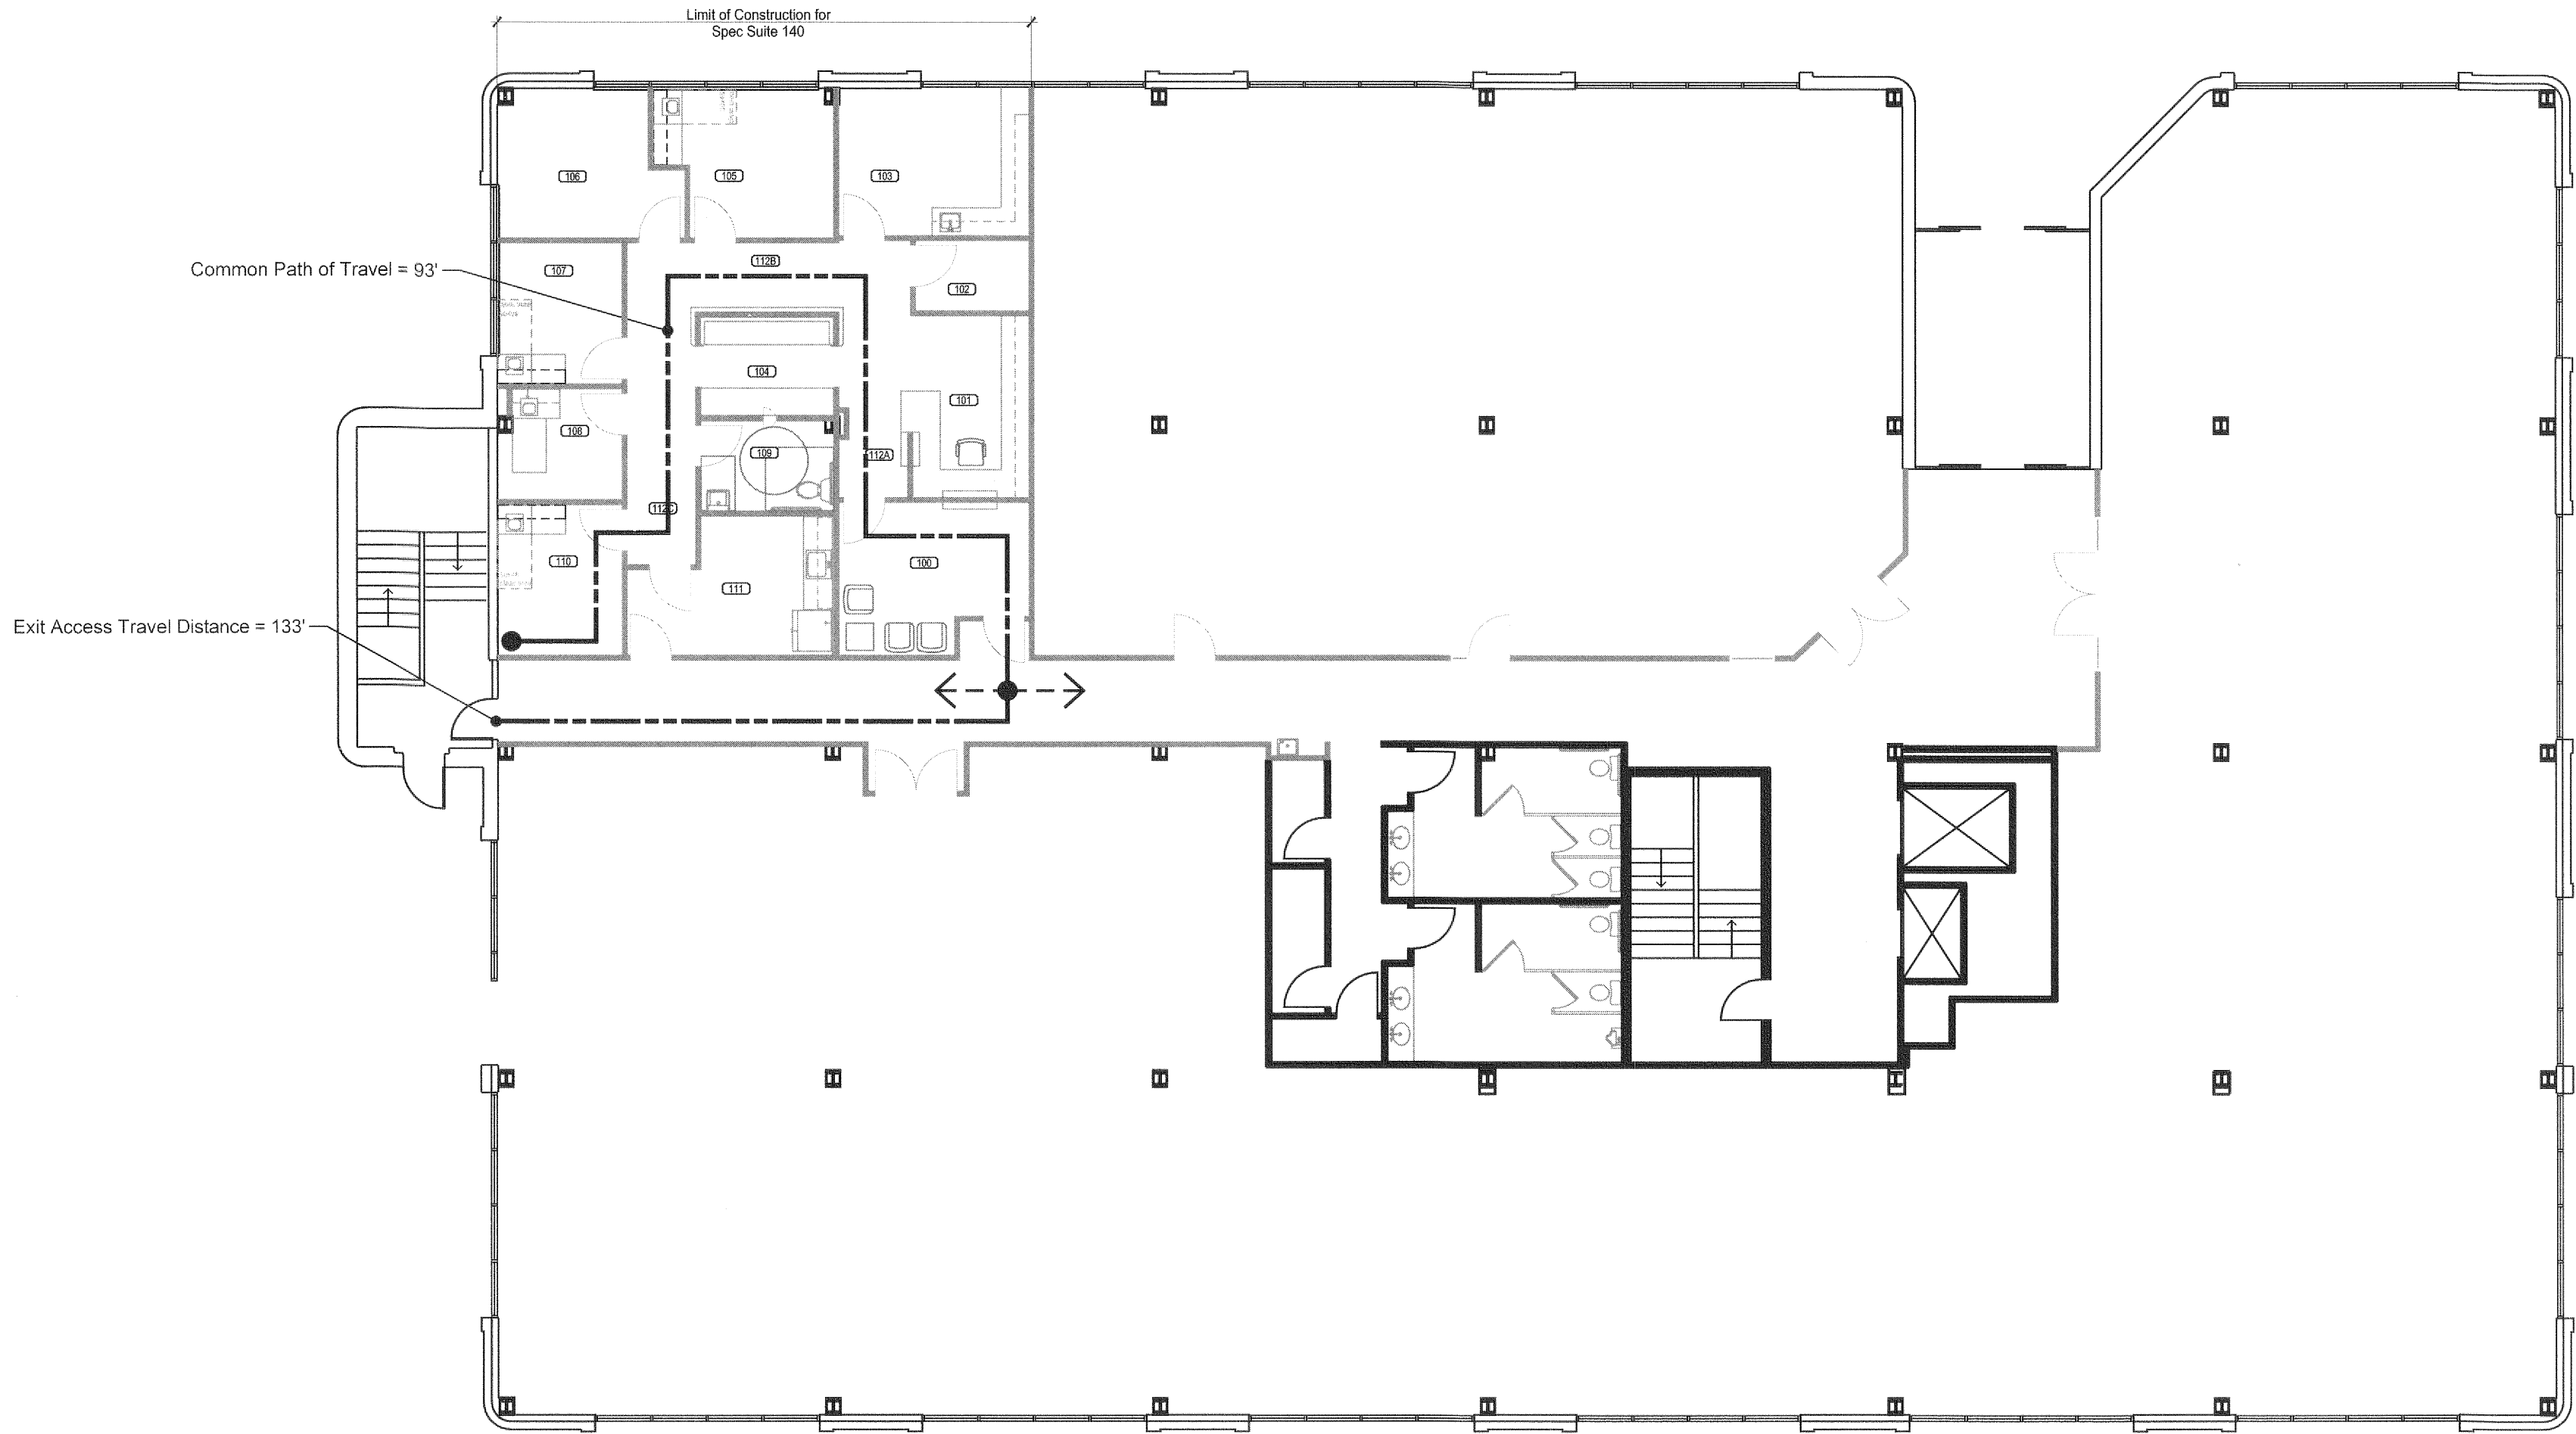 Limit of Construction for
Spec Suite 140
106
105
103
112B
107
Common Path of Travel = 93'
102
104
101
108
109
112A
112C
110
100
111
Exit Access Travel Distance = 133'